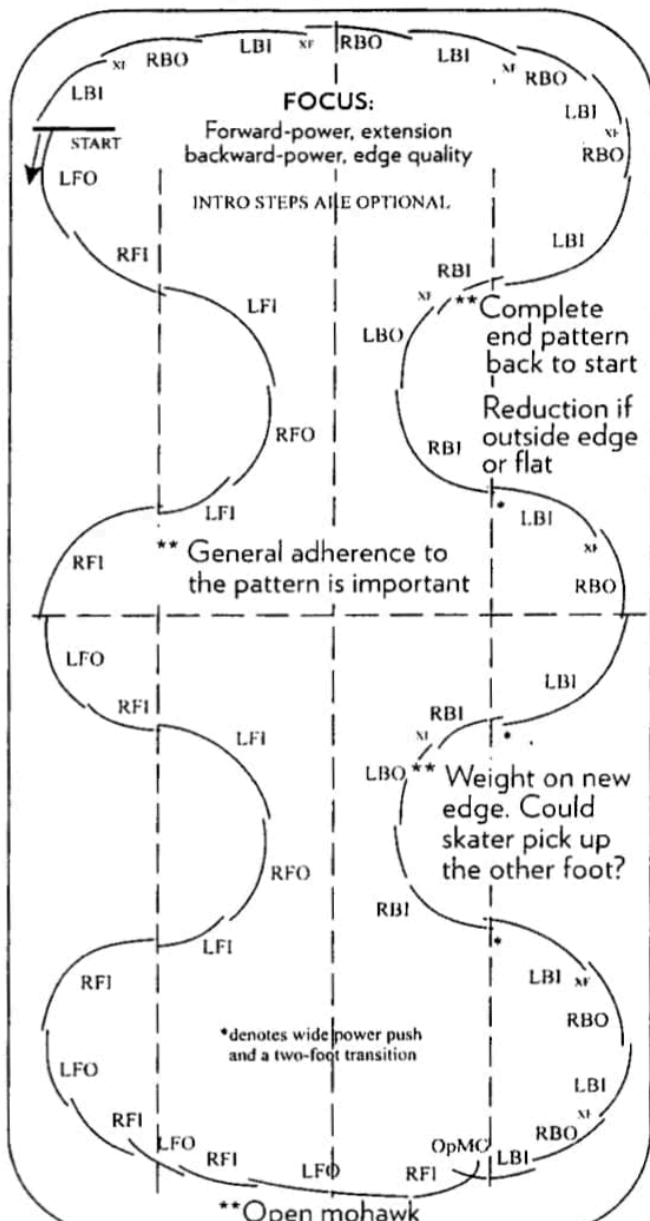 LBI XF RBO LBI XF RBO LBI XF RBO LBI XF RBO LBI
FOCUS:
Forward-power, extension
backward-power, edge quality
START
LFO
INTRO STEPS ARE OPTIONAL
RFI
RBI
LFI
XF
**Complete
end pattern
back to start
LBO
Reduction if
outside edge
or flat
RFO
RBI
LFI
*
LBI
XF
RFI
** General adherence to
the pattern is important
RBO
LFO
LBI
RFI
RBI
LFI
*
LBO
** Weight on new
edge. Could
skater pick up
the other foot?
RFO
RBI
LFI
*
RFI
LBI XF
RBO
*denotes wide power push
and a two-foot transition
LFO
LBI
XF
RFI
RBO
LFO
OpMO
LBI
RFI
LFO
RFI
**Open mohawk